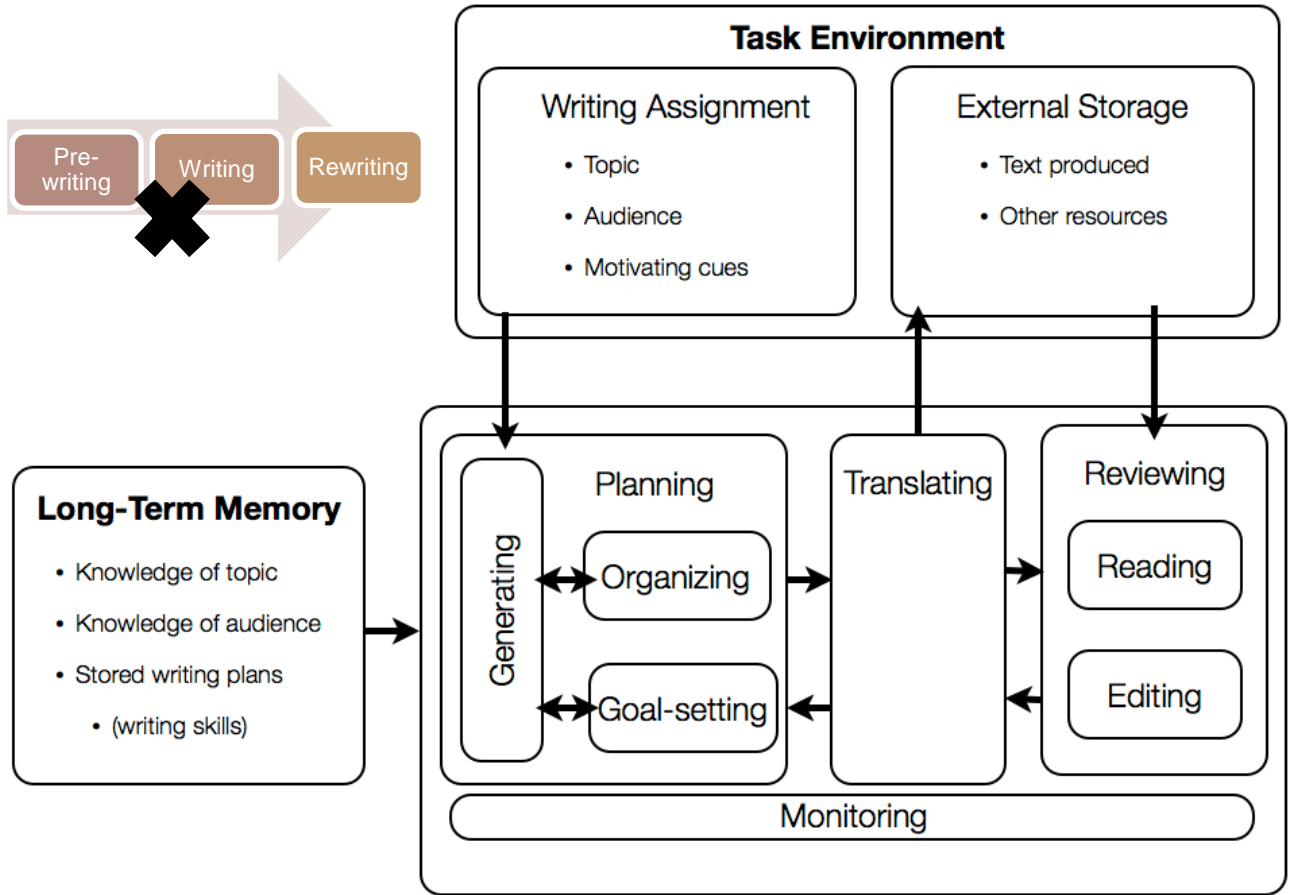 Pre-
writing
Writing
Rewriting
Task Environment
Writing Assignment
• Topic
• Audience
• Motivating cues
External Storage
• Text produced
• Other resources
Long-Term Memory
• Knowledge of topic
• Knowledge of audience
• Stored writing plans
• (writing skills)
Planning
Generating
Organizing
Goal-setting
Translating
Reviewing
Reading
Editing
Monitoring